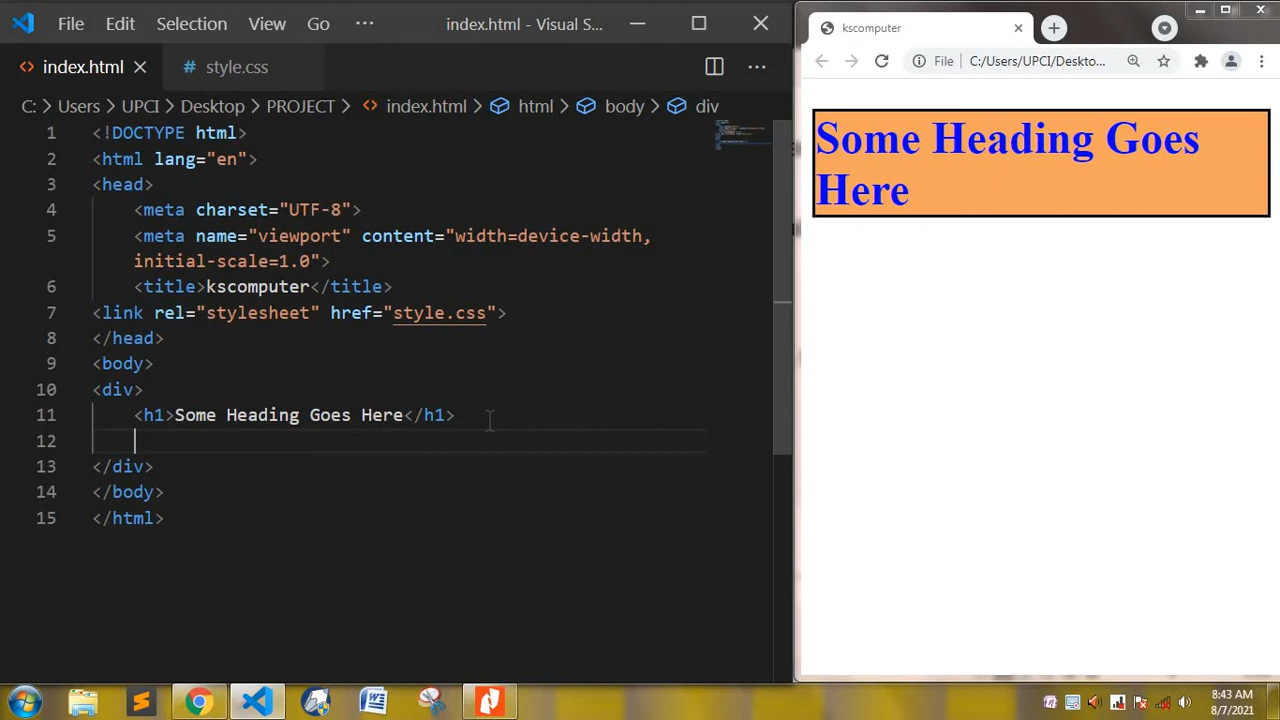 File Edit Selection View Go ··· index.html - Visual S...
index.html style.css
C: > Users > UPCI > Desktop > PROJECT > index.html > html > body > div
1 <!DOCTYPE html>
2 <html lang="en">
3 <head>
4 <meta charset="UTF-8">
5 <meta name="viewport" content="width=device-width,
initial-scale=1.0">
6 <title>kscomputer</title>
7 <link rel="stylesheet" href="style.css">
8 </head>
9 <body>
10 <div>
11 <h1>Some Heading Goes Here</h1>
12
13 </div>
14 </body>
15 </html>
kscomputer
File C:/Users/UPCI/Deskto...
Some Heading Goes
Here
8:43 AM
8/7/2021